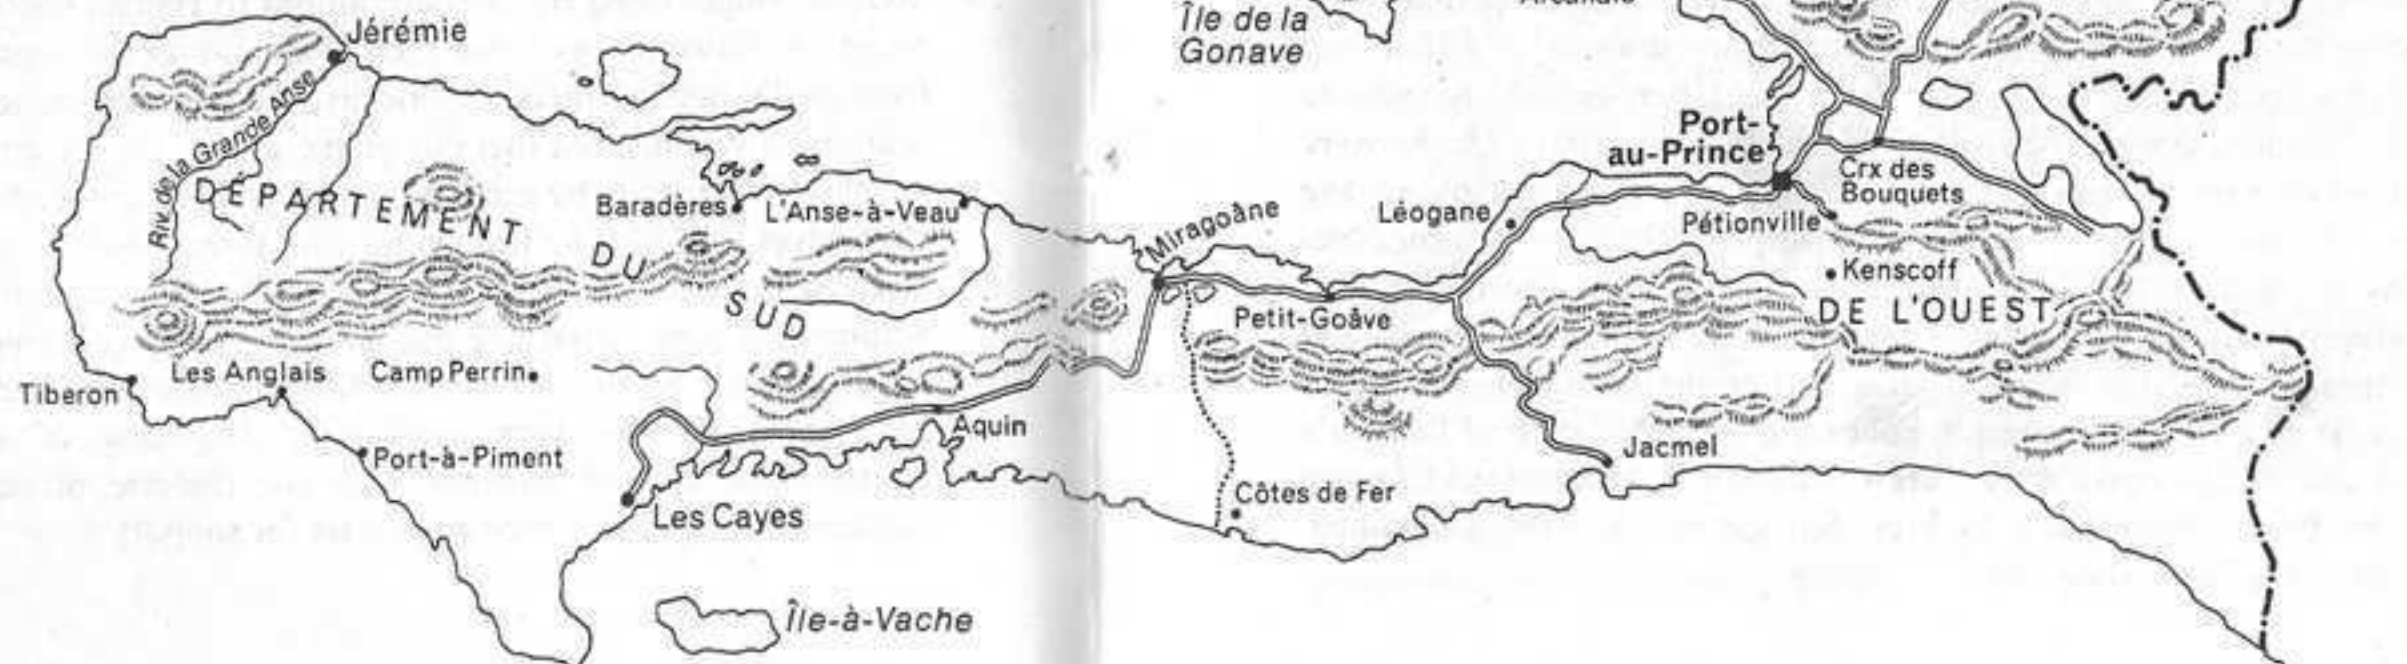 Jérémie
Île de la
Gonave
Riv. de la Grande Anse
DÉPARTEMENT DU SUD
Baradères
L'Anse-à-Veau
Miragoâne
Port-
au-Prince
Crx des
Bouquets
Léogane
Pétionville
Kenscoff
DE L'OUEST
Petit-Goâve
Tiberon
Les Anglais
Camp Perrin
Port-à-Piment
Aquin
Les Cayes
Jacmel
Côtes de Fer
Île-à-Vache